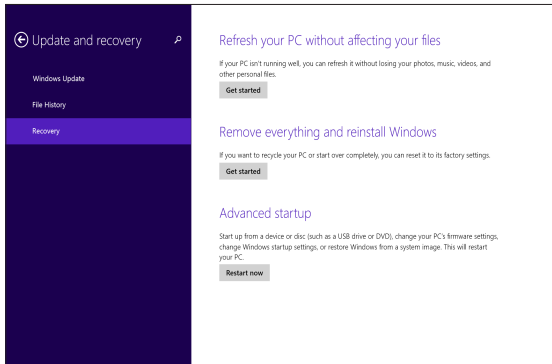 Update and recovery
Windows Update
File History
Recovery
Refresh your PC without affecting your files
If your PC isn't running well, you can refresh it without losing your photos, music, videos, and
other personal files.
Get started
Remove everything and reinstall Windows
If you want to recycle your PC or start over completely, you can reset it to its factory settings.
Get started
Advanced startup
Start up from a device or disc (such as a USB drive or DVD), change your PC's firmware settings,
change Windows startup settings, or restore Windows from a system image. This will restart
your PC.
Restart now